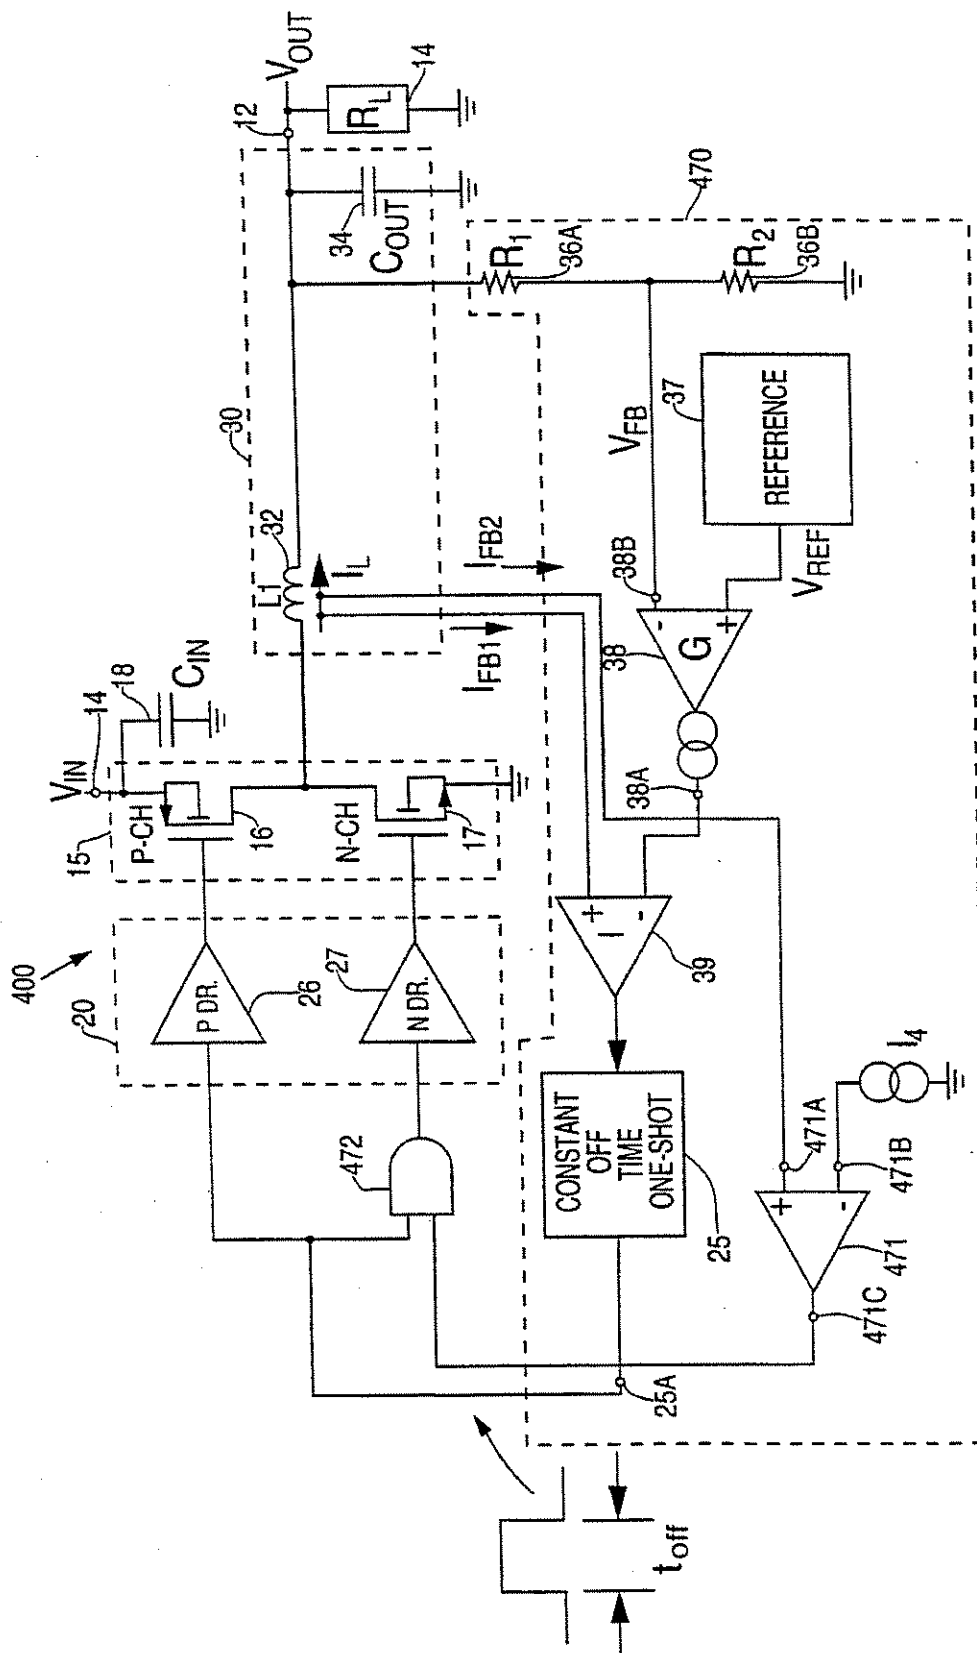 400
20
15
V_IN
14
18
C_IN
P-CH
16
N-CH
17
P DR.
26
27
N DR.
472
30
L1
32
I_L
I_FB1
I_FB2
12
V_OUT
R_L
14
34
C_OUT
470
R_1
36A
R_2
36B
V_FB
37
REFERENCE
V_REF
38B
38
-
+
G
38A
+
-
I
39
CONSTANT
OFF
TIME
ONE-SHOT
25
25A
I_4
471A
471B
+
-
471
471C
t_off